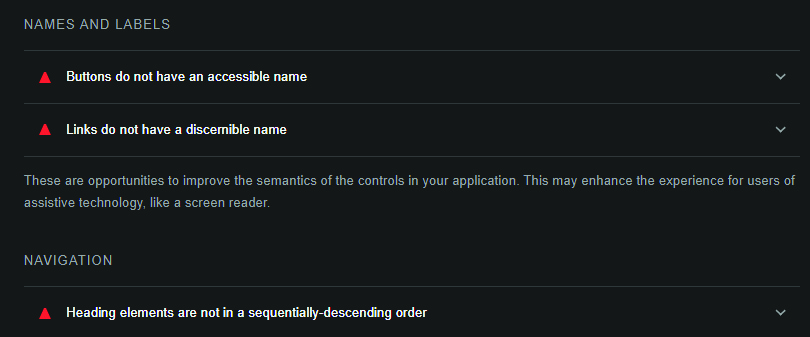 NAMES AND LABELS
Buttons do not have an accessible name
Links do not have a discernible name
These are opportunities to improve the semantics of the controls in your application. This may enhance the experience for users of
assistive technology, like a screen reader.
NAVIGATION
Heading elements are not in a sequentially-descending order